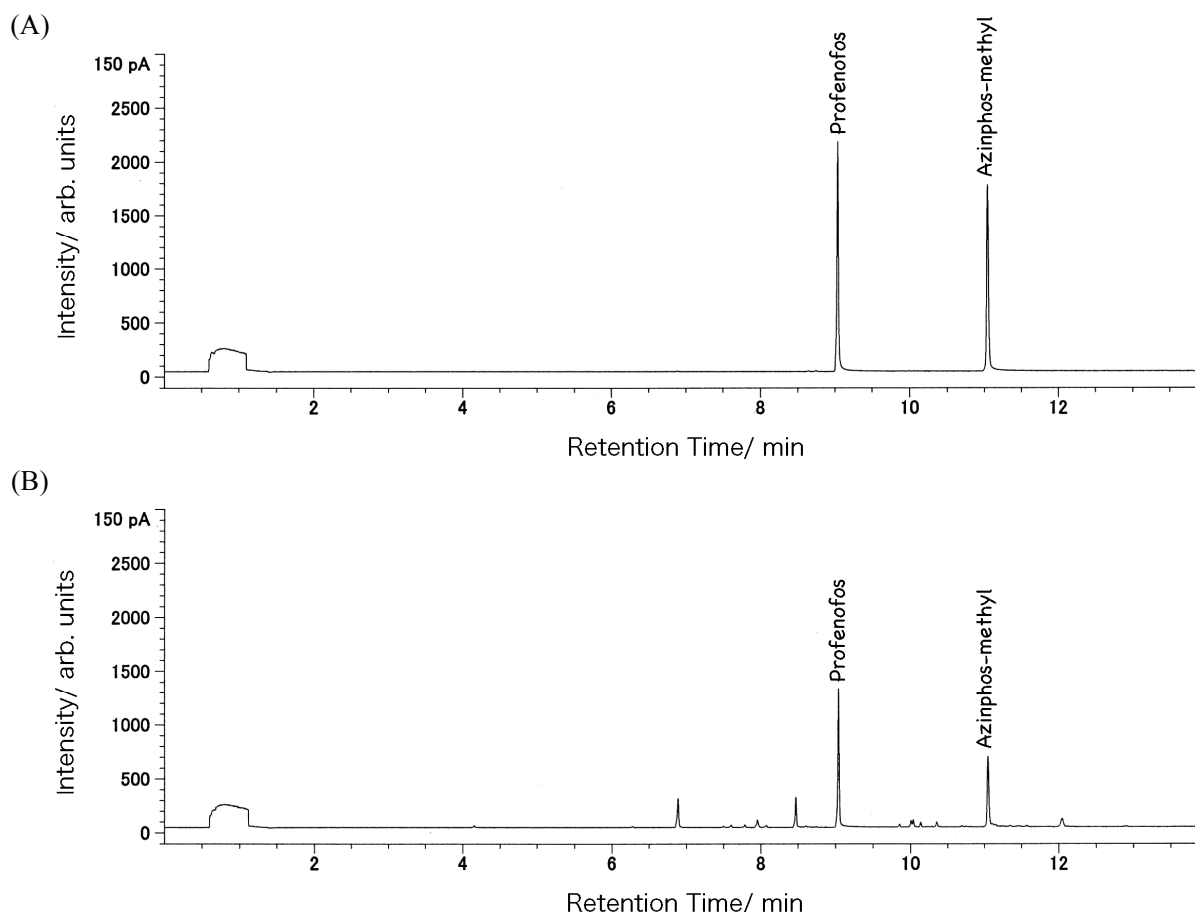 (A)
150 pA
2500
2000
1500
1000
500
0
Intensity/ arb. units
Profenofos
Azinphos-methyl
2 4 6 8 10 12
Retention Time/ min
(B)
150 pA
2500
2000
1500
1000
500
0
Intensity/ arb. units
Profenofos
Azinphos-methyl
2 4 6 8 10 12
Retention Time/ min